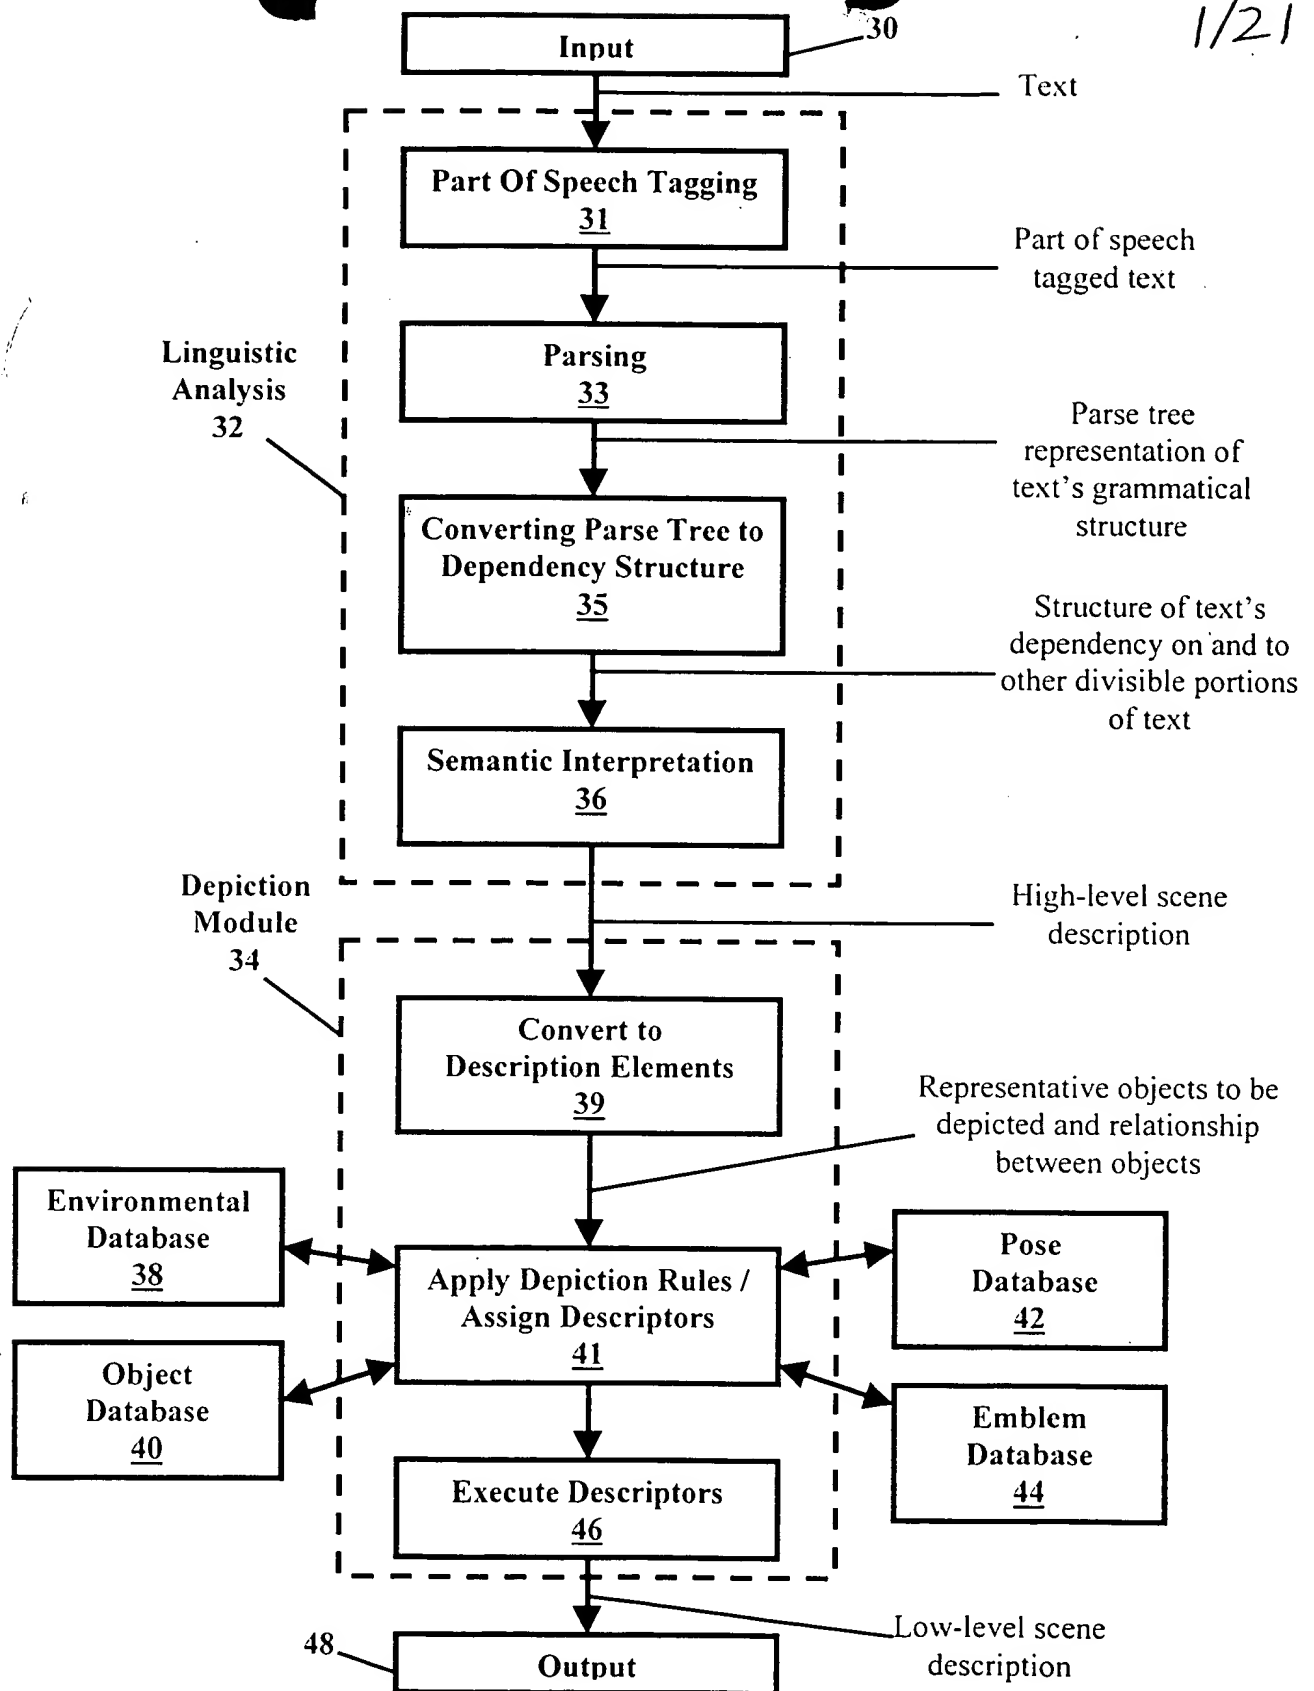 1/21
Input
30
Text
Part Of Speech Tagging
31
Part of speech
tagged text
Linguistic
Analysis
32
Parsing
33
Parse tree
representation of
text's grammatical
structure
Converting Parse Tree to
Dependency Structure
35
Structure of text's
dependency on and to
other divisible portions
of text
Semantic Interpretation
36
Depiction
Module
34
High-level scene
description
Convert to
Description Elements
39
Representative objects to be
depicted and relationship
between objects
Environmental
Database
38
Apply Depiction Rules /
Assign Descriptors
41
Pose
Database
42
Object
Database
40
Emblem
Database
44
Execute Descriptors
46
Low-level scene
description
48
Output